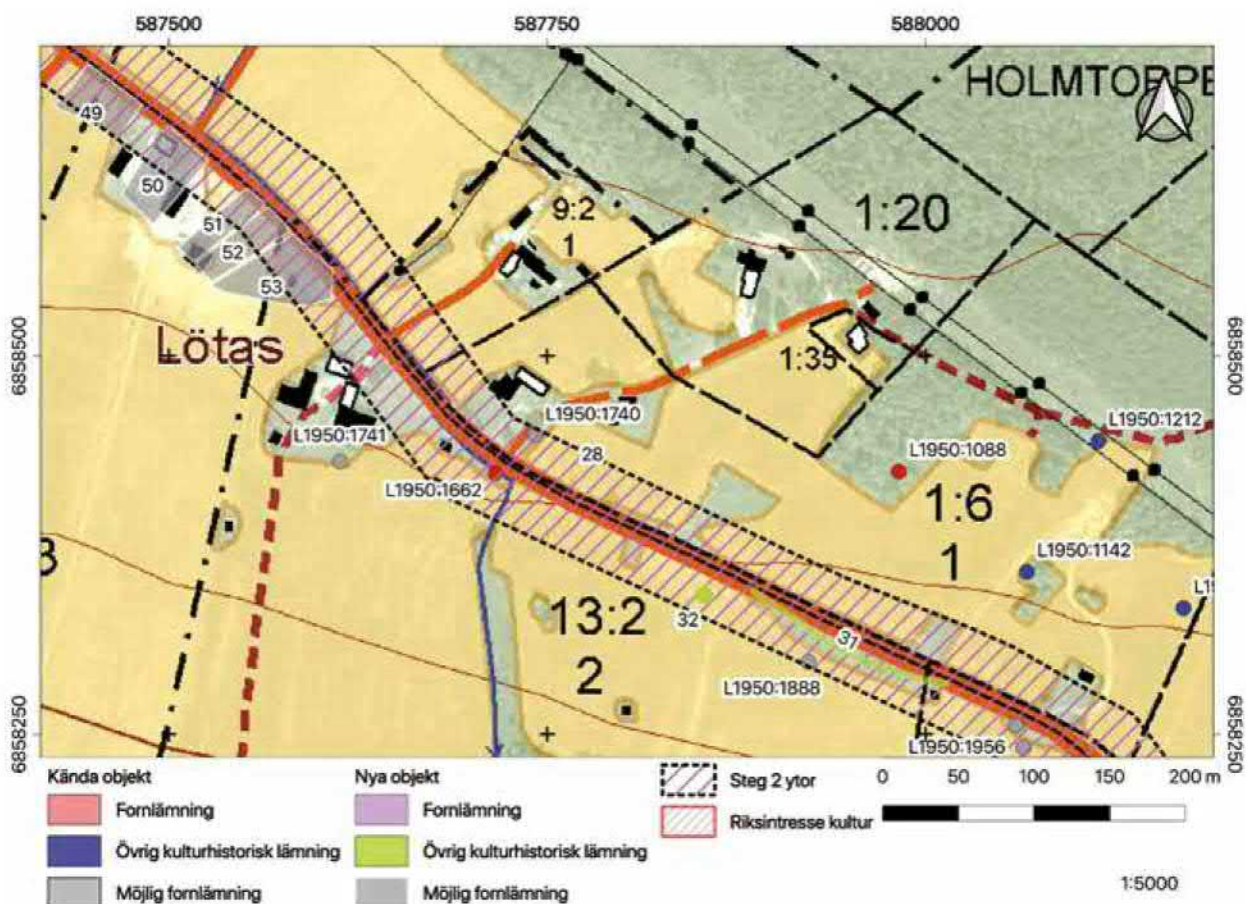 587500
587750
588000
HOLMTORPE
49
50
51
52
53
9:2
1
1:20
6858500
Lötas
1:35
6858500
L1950:1740
L1950:1741
28
L1950:1212
L1950:1088
L1950:1662
1:6
1
L1950:1142
L1
3
13:2
2
32
31
L1950:1888
L1950:1956
6858250
6858250
Kända objekt
Fornlämning
Övrig kulturhistorisk lämning
Möjlig fornlämning
Nya objekt
Fornlämning
Övrig kulturhistorisk lämning
Möjlig fornlämning
Steg 2 ytor
Riksintresse kultur
0 50 100 150 200 m
1:5000